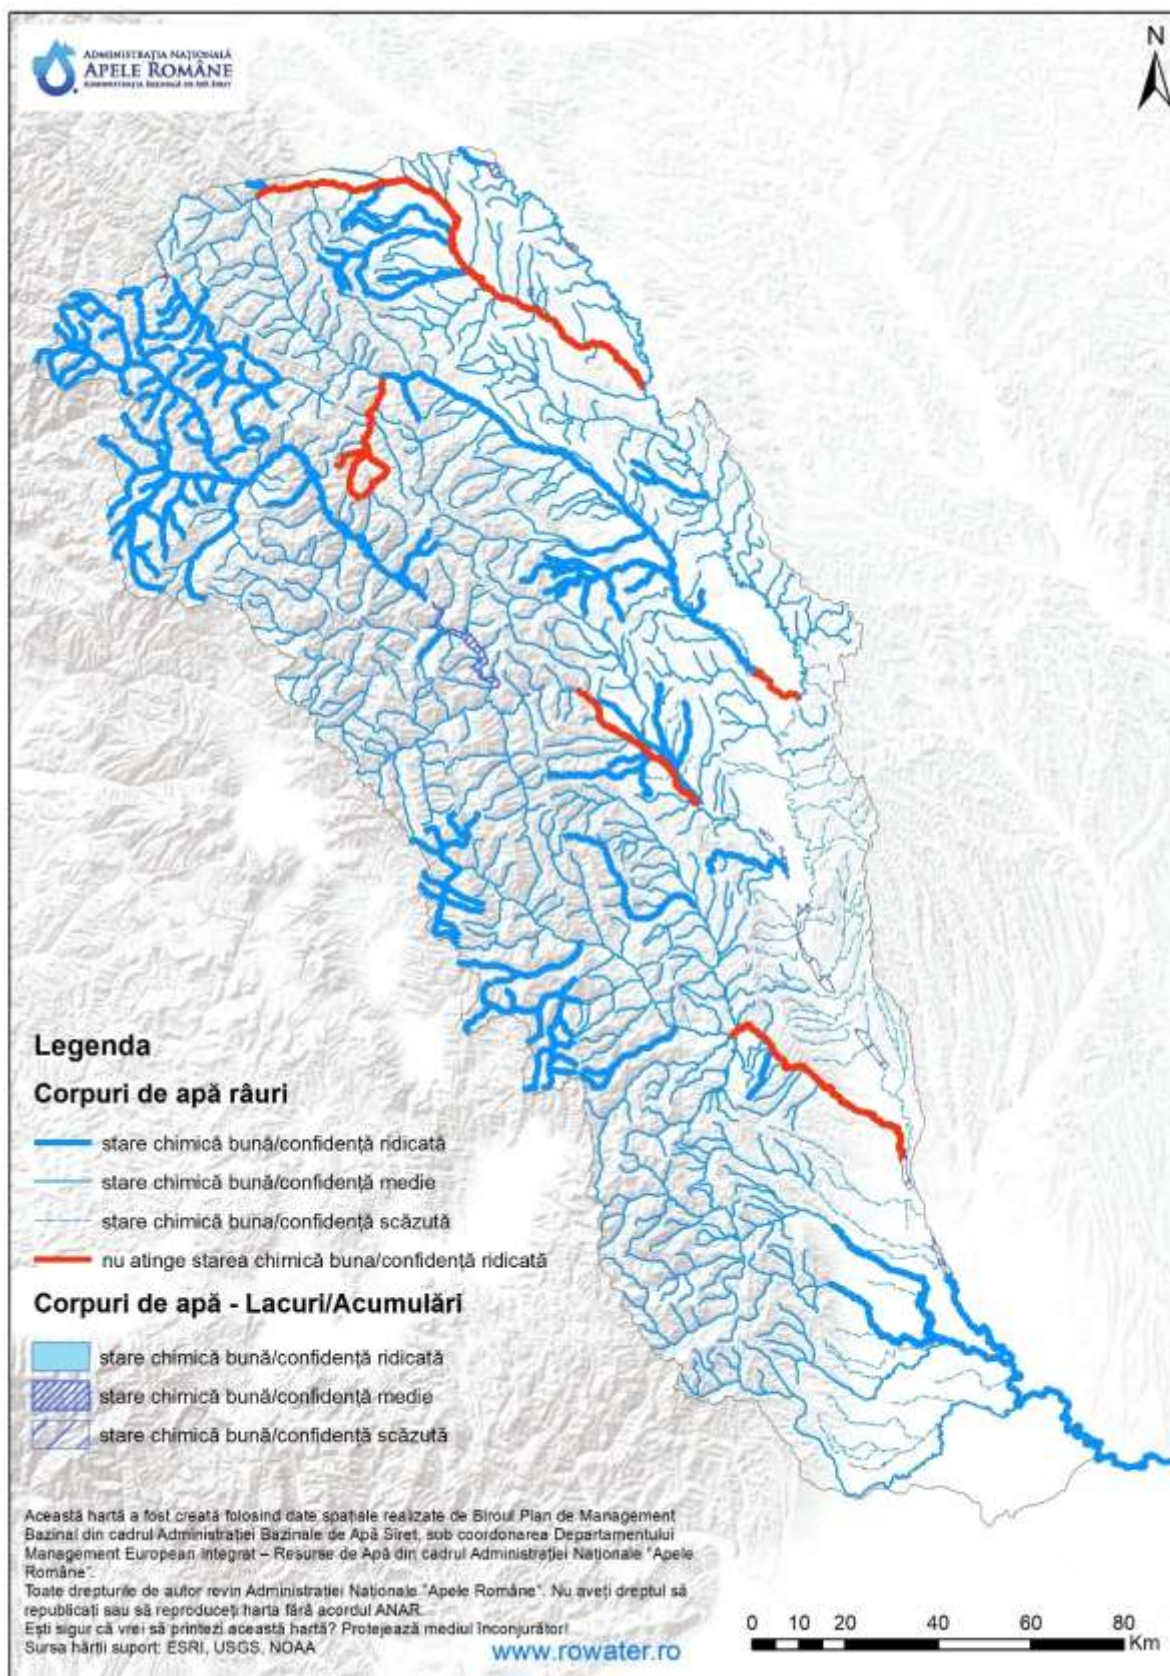 ADMINISTRAȚIA NAȚIONALĂ
APELE ROMÂNE
ADMINISTRAȚIA BAZINALĂ DE APĂ SIRET
N
Legenda
Corpuri de apă râuri
stare chimică bună/confidență ridicată
stare chimică bună/confidență medie
stare chimică buna/confidență scăzută
nu atinge starea chimică buna/confidență ridicată
Corpuri de apă - Lacuri/Acumulări
stare chimică bună/confidență ridicată
stare chimică bună/confidență medie
stare chimică bună/confidență scăzută
Această hartă a fost creată folosind date spațiale realizate de Biroul Plan de Management
Bazinal din cadrul Administrației Bazinale de Apă Siret, sub coordonarea Departamentului
Management European Integrat – Resurse de Apă din cadrul Administrației Naționale "Apele
Române".
Toate drepturile de autor revin Administrației Naționale "Apele Române". Nu aveți dreptul să
republicați sau să reproduceți harta fără acordul ANAR.
Ești sigur că vrei să printezi această hartă? Protejează mediul înconjurător!
Sursa hărții suport: ESRI, USGS, NOAA
www.rowater.ro
0 10 20 40 60 80
Km